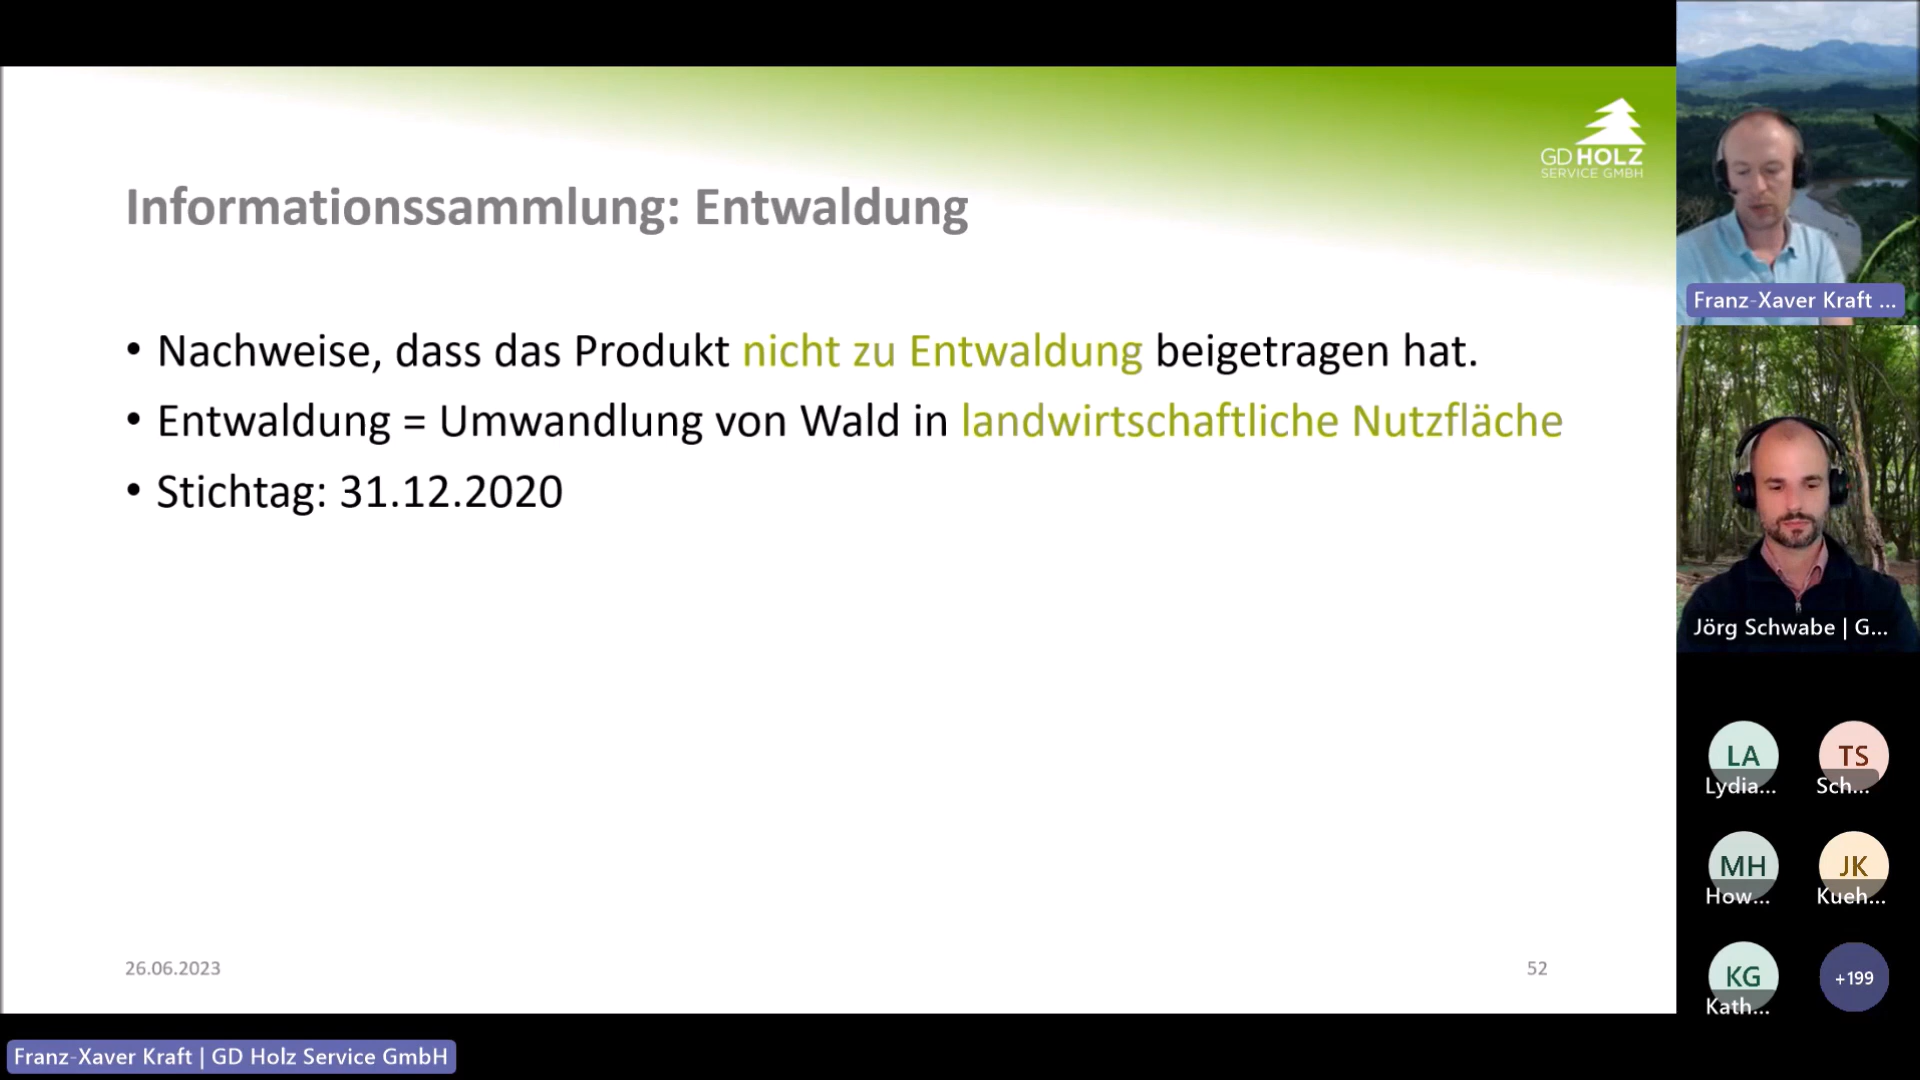 GD HOLZ
SERVICE GMBH
Informationssammlung: Entwaldung
• Nachweise, dass das Produkt nicht zu Entwaldung beigetragen hat.
• Entwaldung = Umwandlung von Wald in landwirtschaftliche Nutzfläche
• Stichtag: 31.12.2020
26.06.2023
52
Franz-Xaver Kraft ...
Jörg Schwabe | G...
LA
Lydia...
TS
Sch...
MH
How...
JK
Kueh...
KG
Kath...
+199
Franz-Xaver Kraft | GD Holz Service GmbH